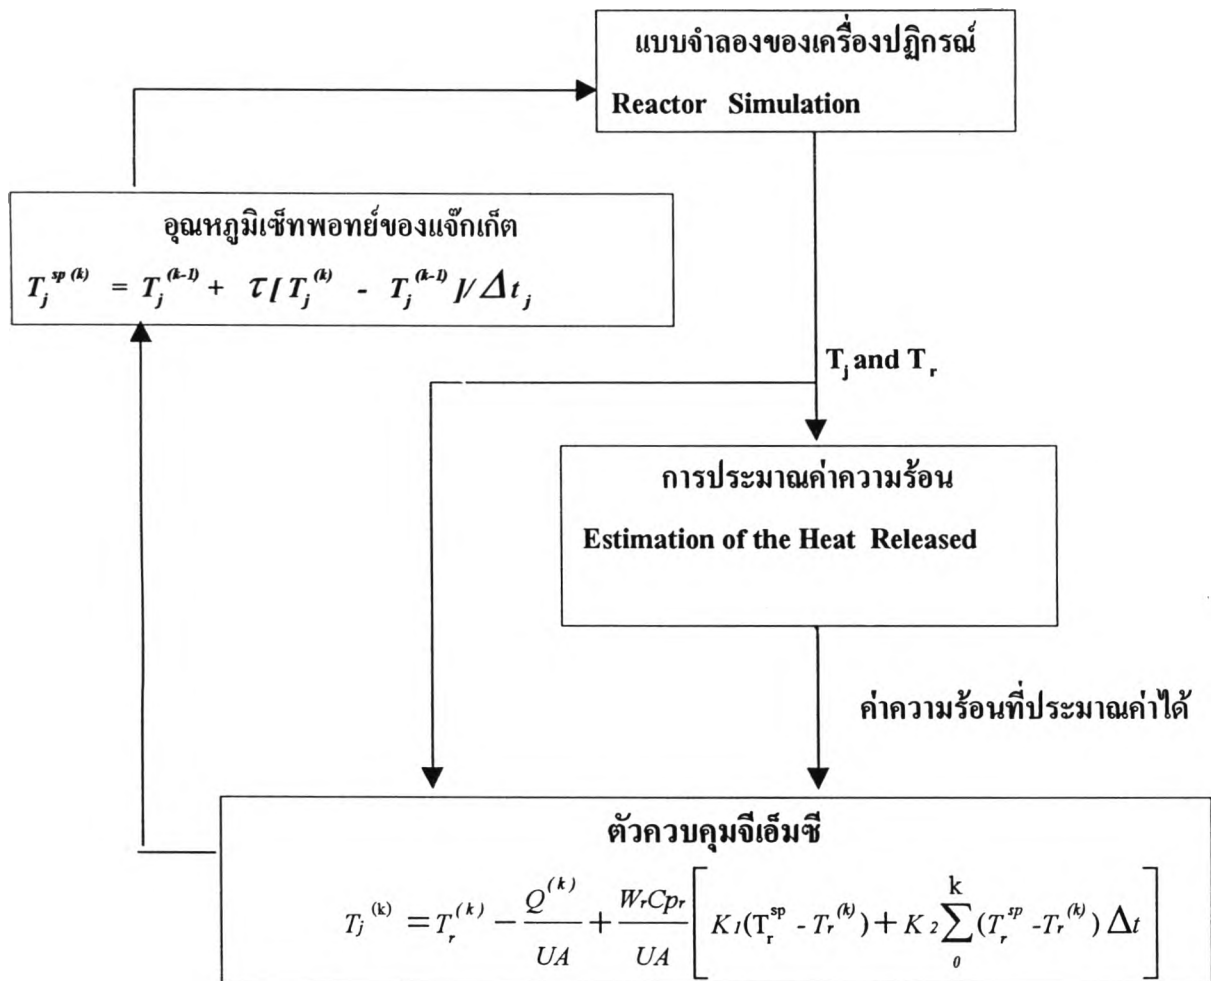 แบบจำลองของเครื่องปฏิกรณ์
Reactor Simulation
อุณหภูมิเซ็ทพอทย์ของแจ๊กเก็ต
T_j^{sp (k)} = T_j^{(k-1)} + τ[ T_j^{(k)} - T_j^{(k-1)} ]/ Δt_j
T_j and T_r
การประมาณค่าความร้อน
Estimation of the Heat Released
ค่าความร้อนที่ประมาณค่าได้
ตัวควบคุมจีเอ็มซี
T_j^{(k)} = T_r^{(k)} - \frac{Q^{(k)}}{UA} + \frac{W_r Cp_r}{UA} [ K_1(T_r^{sp} - T_r^{(k)}) + K_2 \sum_0^k (T_r^{sp} - T_r^{(k)}) Δt ]